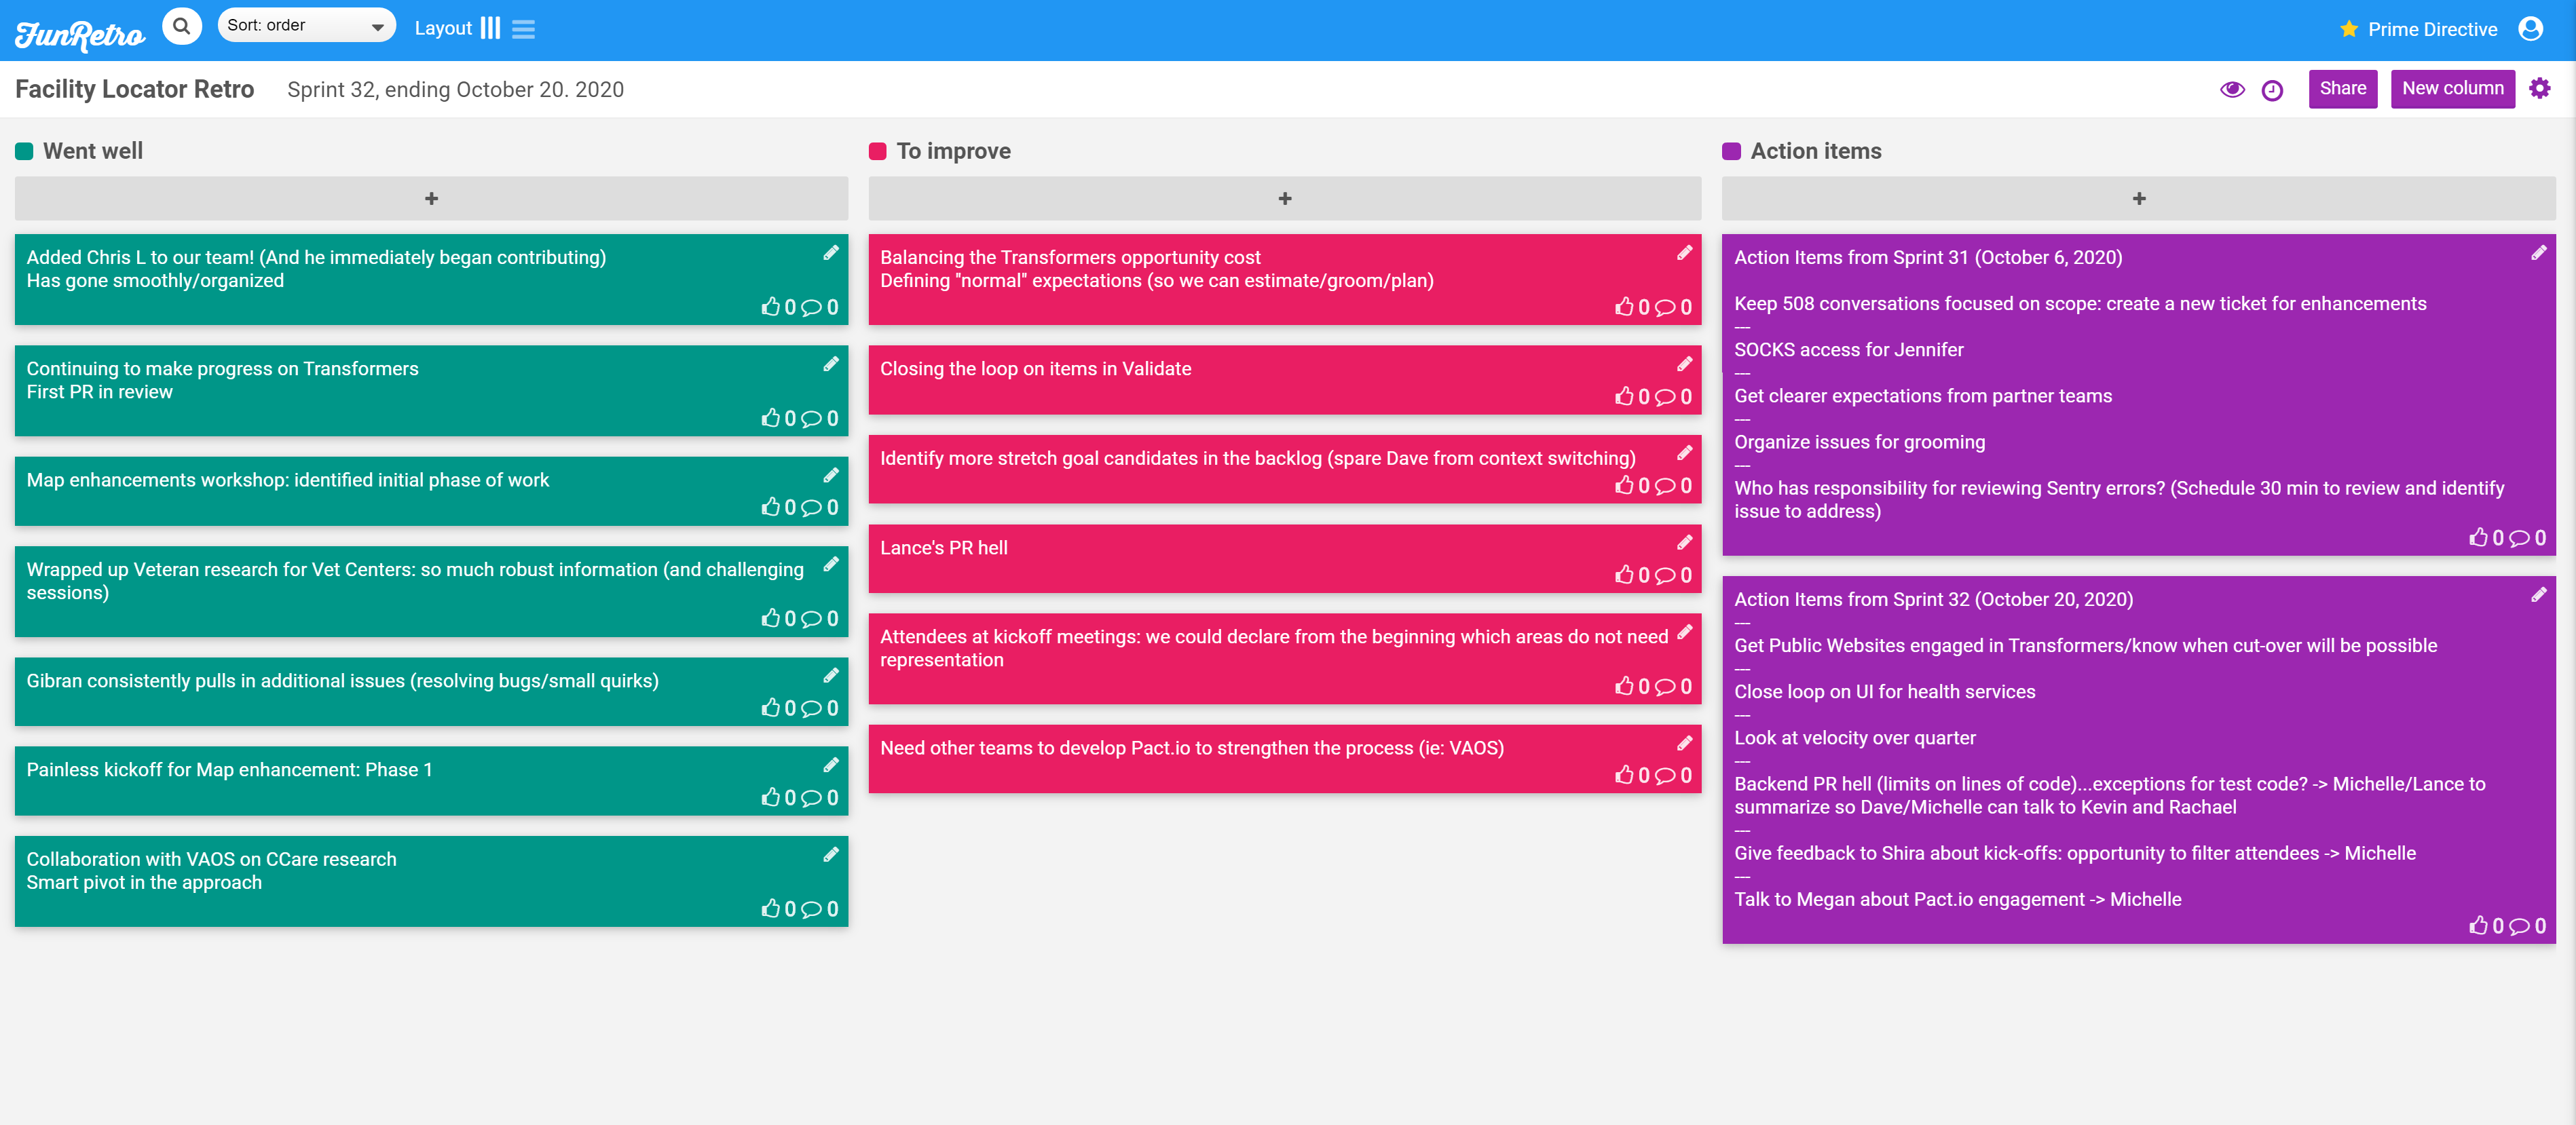 FunRetro
Sort: order
Layout
Prime Directive
Facility Locator Retro
Sprint 32, ending October 20. 2020
Share
New column
Went well
+
Added Chris L to our team! (And he immediately began contributing)
Has gone smoothly/organized
0 0
Continuing to make progress on Transformers
First PR in review
0 0
Map enhancements workshop: identified initial phase of work
0 0
Wrapped up Veteran research for Vet Centers: so much robust information (and challenging
sessions)
0 0
Gibran consistently pulls in additional issues (resolving bugs/small quirks)
0 0
Painless kickoff for Map enhancement: Phase 1
0 0
Collaboration with VAOS on CCare research
Smart pivot in the approach
0 0
To improve
+
Balancing the Transformers opportunity cost
Defining "normal" expectations (so we can estimate/groom/plan)
0 0
Closing the loop on items in Validate
0 0
Identify more stretch goal candidates in the backlog (spare Dave from context switching)
0 0
Lance's PR hell
0 0
Attendees at kickoff meetings: we could declare from the beginning which areas do not need
representation
0 0
Need other teams to develop Pact.io to strengthen the process (ie: VAOS)
0 0
Action items
+
Action Items from Sprint 31 (October 6, 2020)
Keep 508 conversations focused on scope: create a new ticket for enhancements
---
SOCKS access for Jennifer
---
Get clearer expectations from partner teams
---
Organize issues for grooming
---
Who has responsibility for reviewing Sentry errors? (Schedule 30 min to review and identify
issue to address)
0 0
Action Items from Sprint 32 (October 20, 2020)
---
Get Public Websites engaged in Transformers/know when cut-over will be possible
---
Close loop on UI for health services
---
Look at velocity over quarter
---
Backend PR hell (limits on lines of code)...exceptions for test code? -> Michelle/Lance to
summarize so Dave/Michelle can talk to Kevin and Rachael
---
Give feedback to Shira about kick-offs: opportunity to filter attendees -> Michelle
---
Talk to Megan about Pact.io engagement -> Michelle
0 0